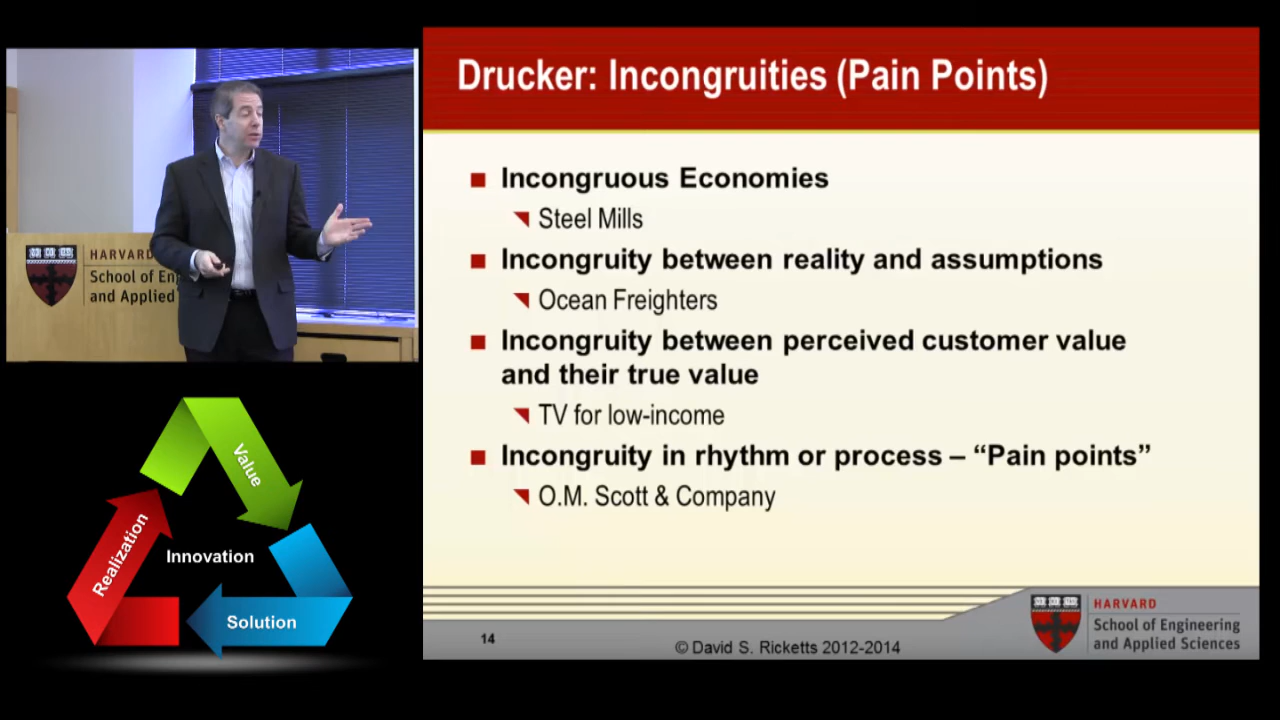 Drucker: Incongruities (Pain Points)
Incongruous Economies
Steel Mills
Incongruity between reality and assumptions
Ocean Freighters
Incongruity between perceived customer value
and their true value
TV for low-income
Incongruity in rhythm or process – “Pain points”
O.M. Scott & Company
14
© David S. Ricketts 2012-2014
HARVARD
School of Engineering
and Applied Sciences
HARVARD
School of Eng
and Applied
Value
Realization
Innovation
Solution